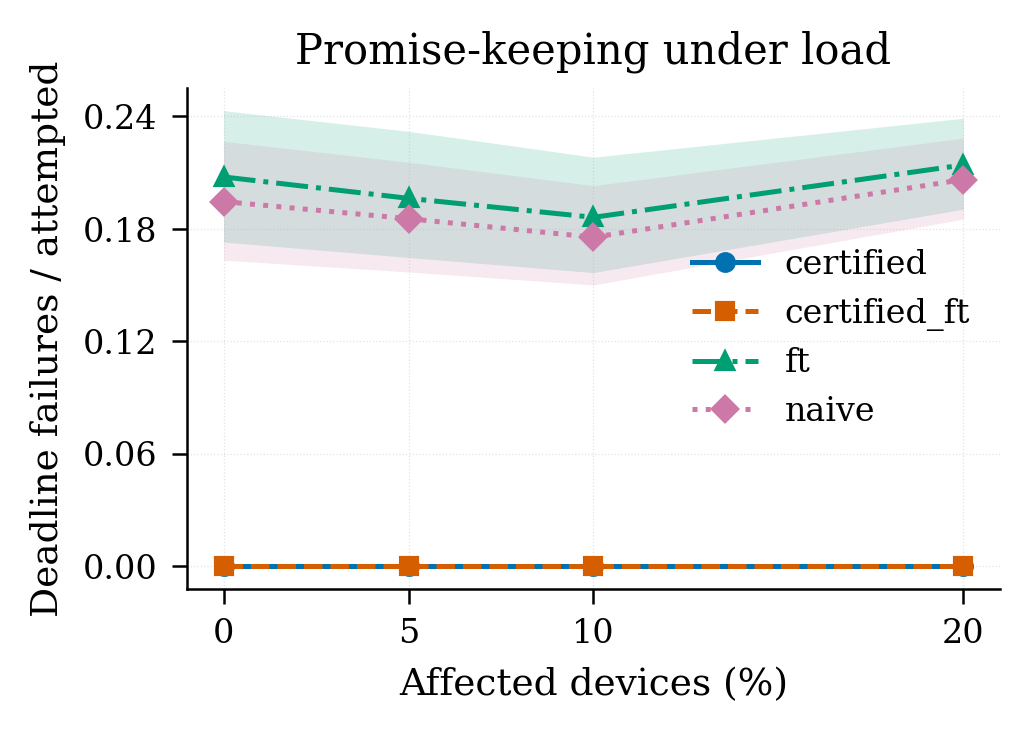 Promise-keeping under load
Deadline failures / attempted
0.24
0.18
0.12
0.06
0.00
certified
certified_ft
ft
naive
0
5
10
20
Affected devices (%)